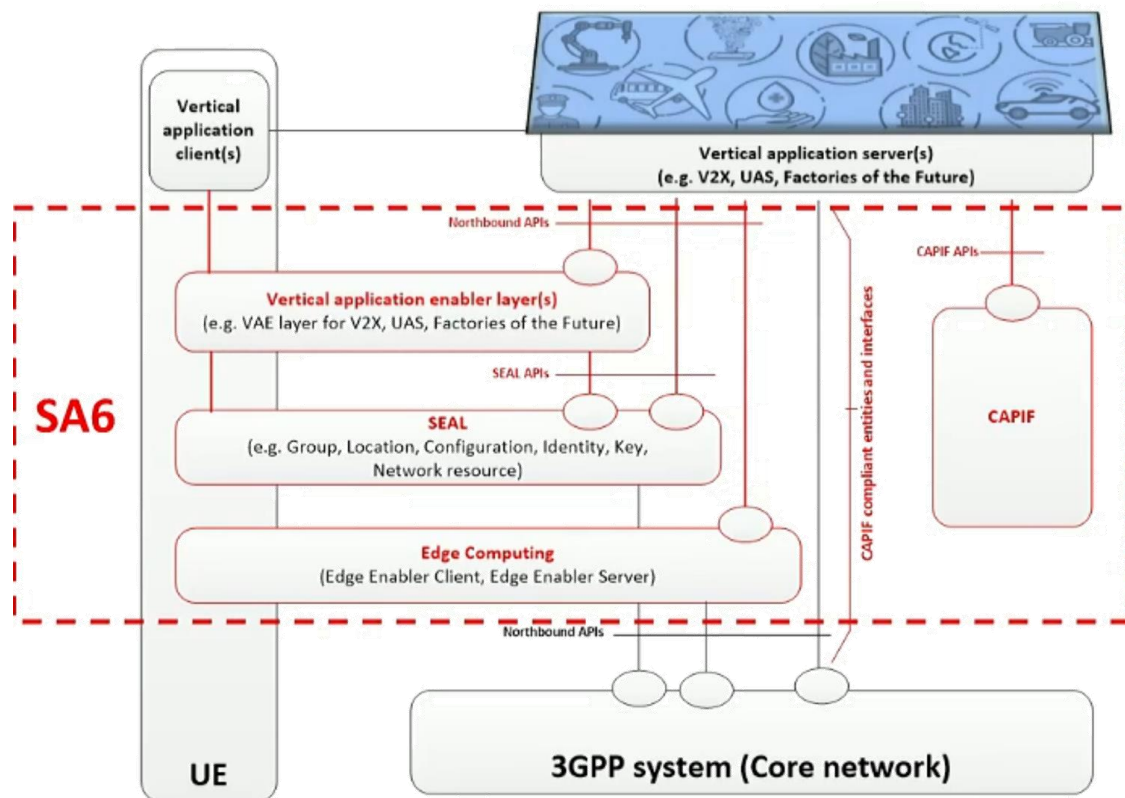 Vertical
application
client(s)
Vertical application server(s)
(e.g. V2X, UAS, Factories of the Future)
Northbound APIs
CAPIF APIs
Vertical application enabler layer(s)
(e.g. VAE layer for V2X, UAS, Factories of the Future)
SEAL APIs
SA6
SEAL
(e.g. Group, Location, Configuration, Identity, Key,
Network resource)
CAPIF compliant entities and interfaces
CAPIF
Edge Computing
(Edge Enabler Client, Edge Enabler Server)
Northbound APIs
UE
3GPP system (Core network)